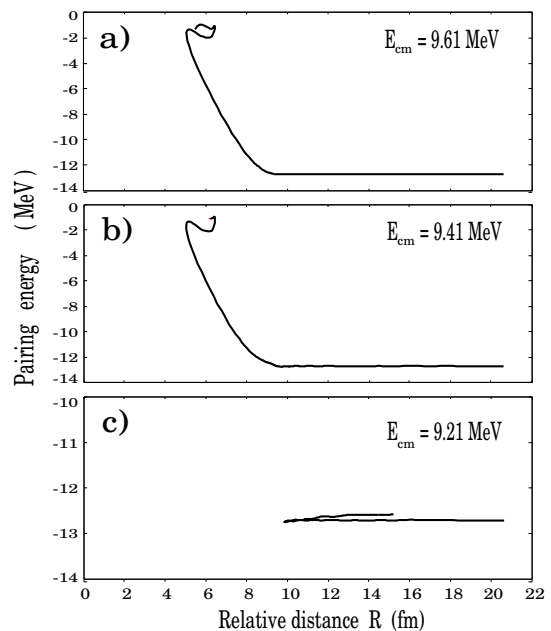 a)
E_cm = 9.61 MeV
0
-2
-4
-6
-8
-10
-12
-14
b)
E_cm = 9.41 MeV
0
-2
-4
-6
-8
-10
-12
-14
c)
E_cm = 9.21 MeV
-10
-11
-12
-13
-14
0 2 4 6 8 10 12 14 16 18 20 22
Relative distance R (fm)
Pairing energy (MeV)